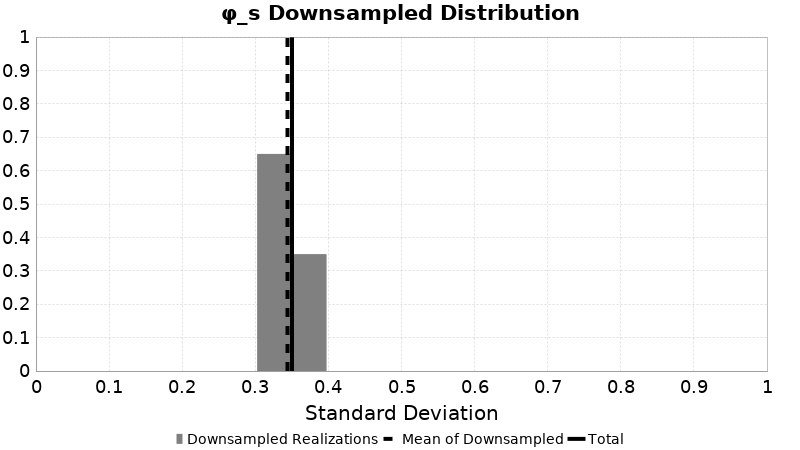 φ_s Downsampled Distribution
1
0.9
0.8
0.7
0.6
0.5
0.4
0.3
0.2
0.1
0
0 0.1 0.2 0.3 0.4 0.5 0.6 0.7 0.8 0.9 1
Standard Deviation
Downsampled Realizations Mean of Downsampled Total